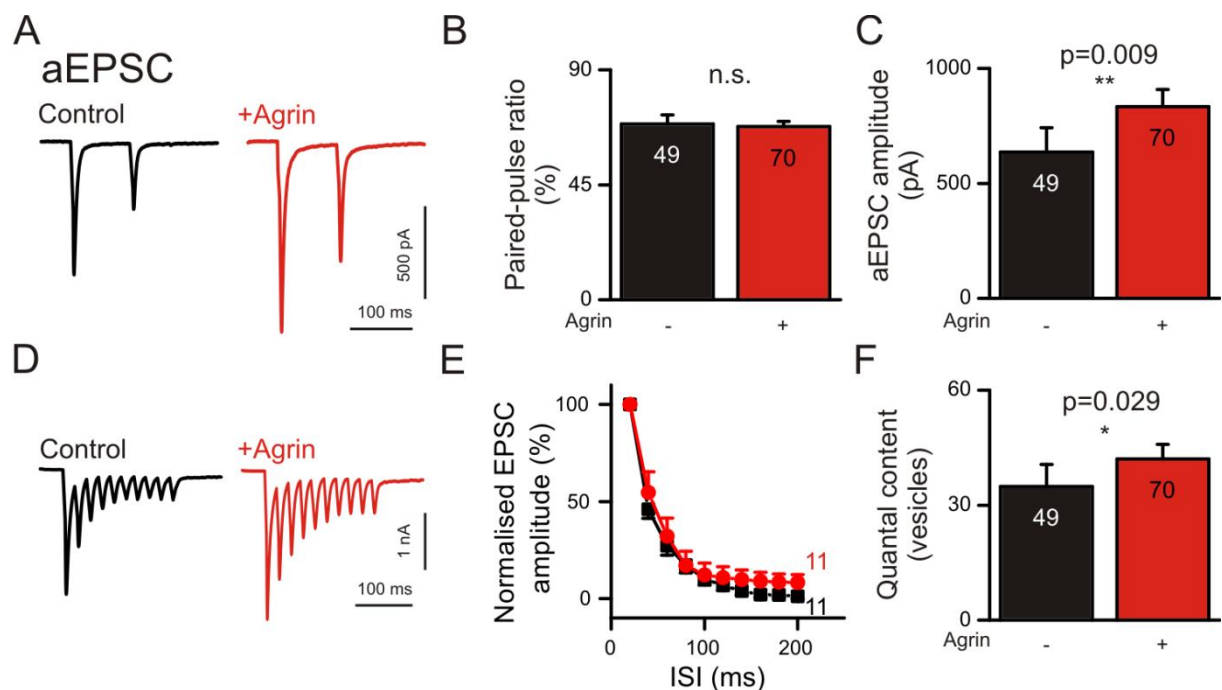 A
aEPSC
Control
+Agrin
500 pA
100 ms
B
n.s.
Paired-pulse ratio
(%)
90
45
0
49
70
Agrin - +
C
p=0.009
**
aEPSC amplitude
(pA)
1000
500
0
49
70
Agrin - +
D
Control
+Agrin
1 nA
100 ms
E
Normalised EPSC
amplitude (%)
100
50
0
11
11
0 100 200
ISI (ms)
F
p=0.029
*
Quantal content
(vesicles)
60
30
0
49
70
Agrin - +